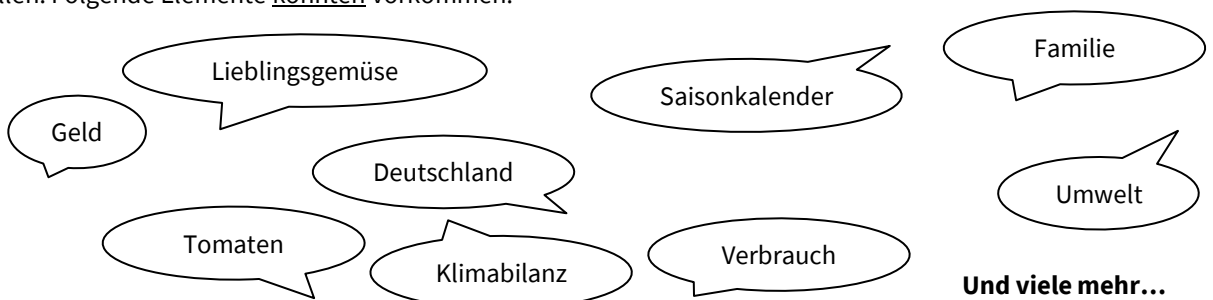 Folgende Elemente könnten vorkommen:
Lieblingsgemüse
Saisonkalender
Familie
Geld
Deutschland
Umwelt
Tomaten
Klimabilanz
Verbrauch
Und viele mehr…